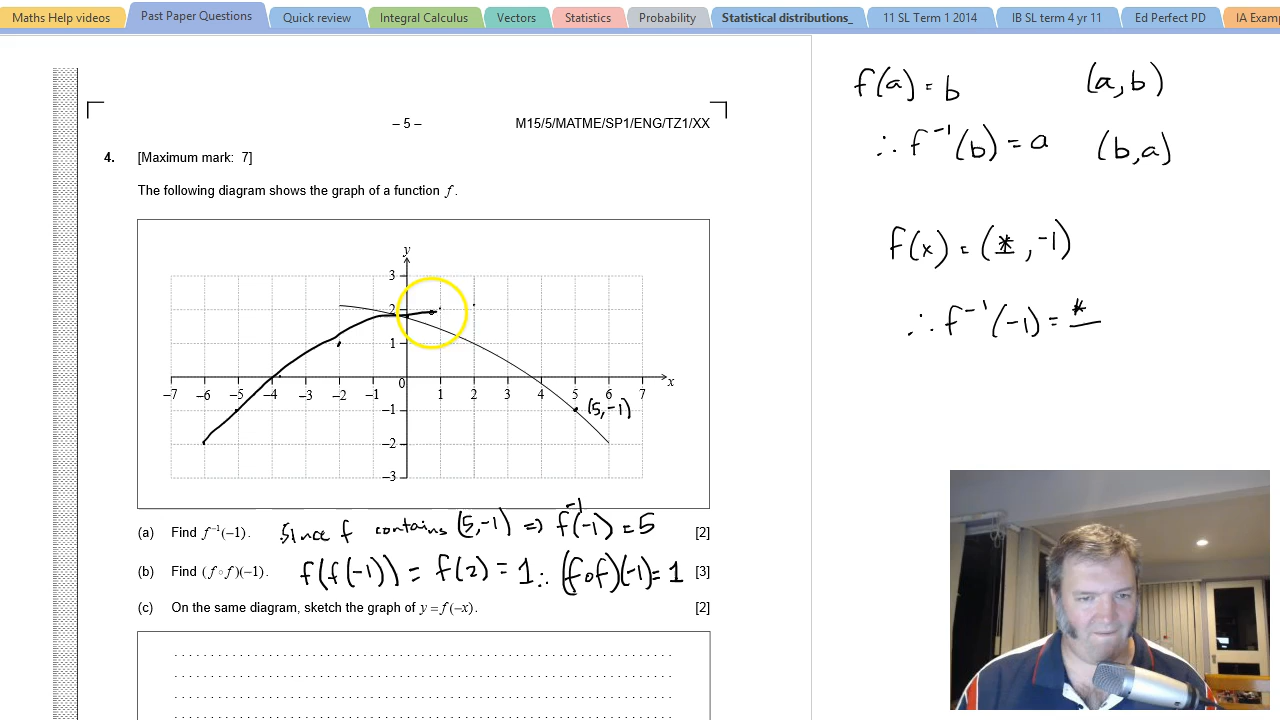 Maths Help videos Past Paper Questions Quick review Integral Calculus Vectors Statistics Probability Statistical distributions_ 11 SL Term 1 2014 IB SL term 4 yr 11 Ed Perfect PD IA Examp
– 5 – M15/5/MATME/SP1/ENG/TZ1/XX
4. [Maximum mark: 7]
The following diagram shows the graph of a function f .
y
3
2
1
0
−7 −6 −5 −4 −3 −2 −1 1 2 3 4 5 6 7 x
−1 (5,-1)
−2
−3
(a) Find f⁻¹(−1). Since f contains (5,-1) => f⁻¹(-1) = 5 [2]
(b) Find (f ∘ f)(−1). f(f(-1)) = f(2) = 1 ∴ (f∘f)(-1) = 1 [3]
(c) On the same diagram, sketch the graph of y = f(−x). [2]
f(a) = b (a,b)
∴ f⁻¹(b) = a (b,a)
f(x) = (*,-1)
∴ f⁻¹(-1) = *